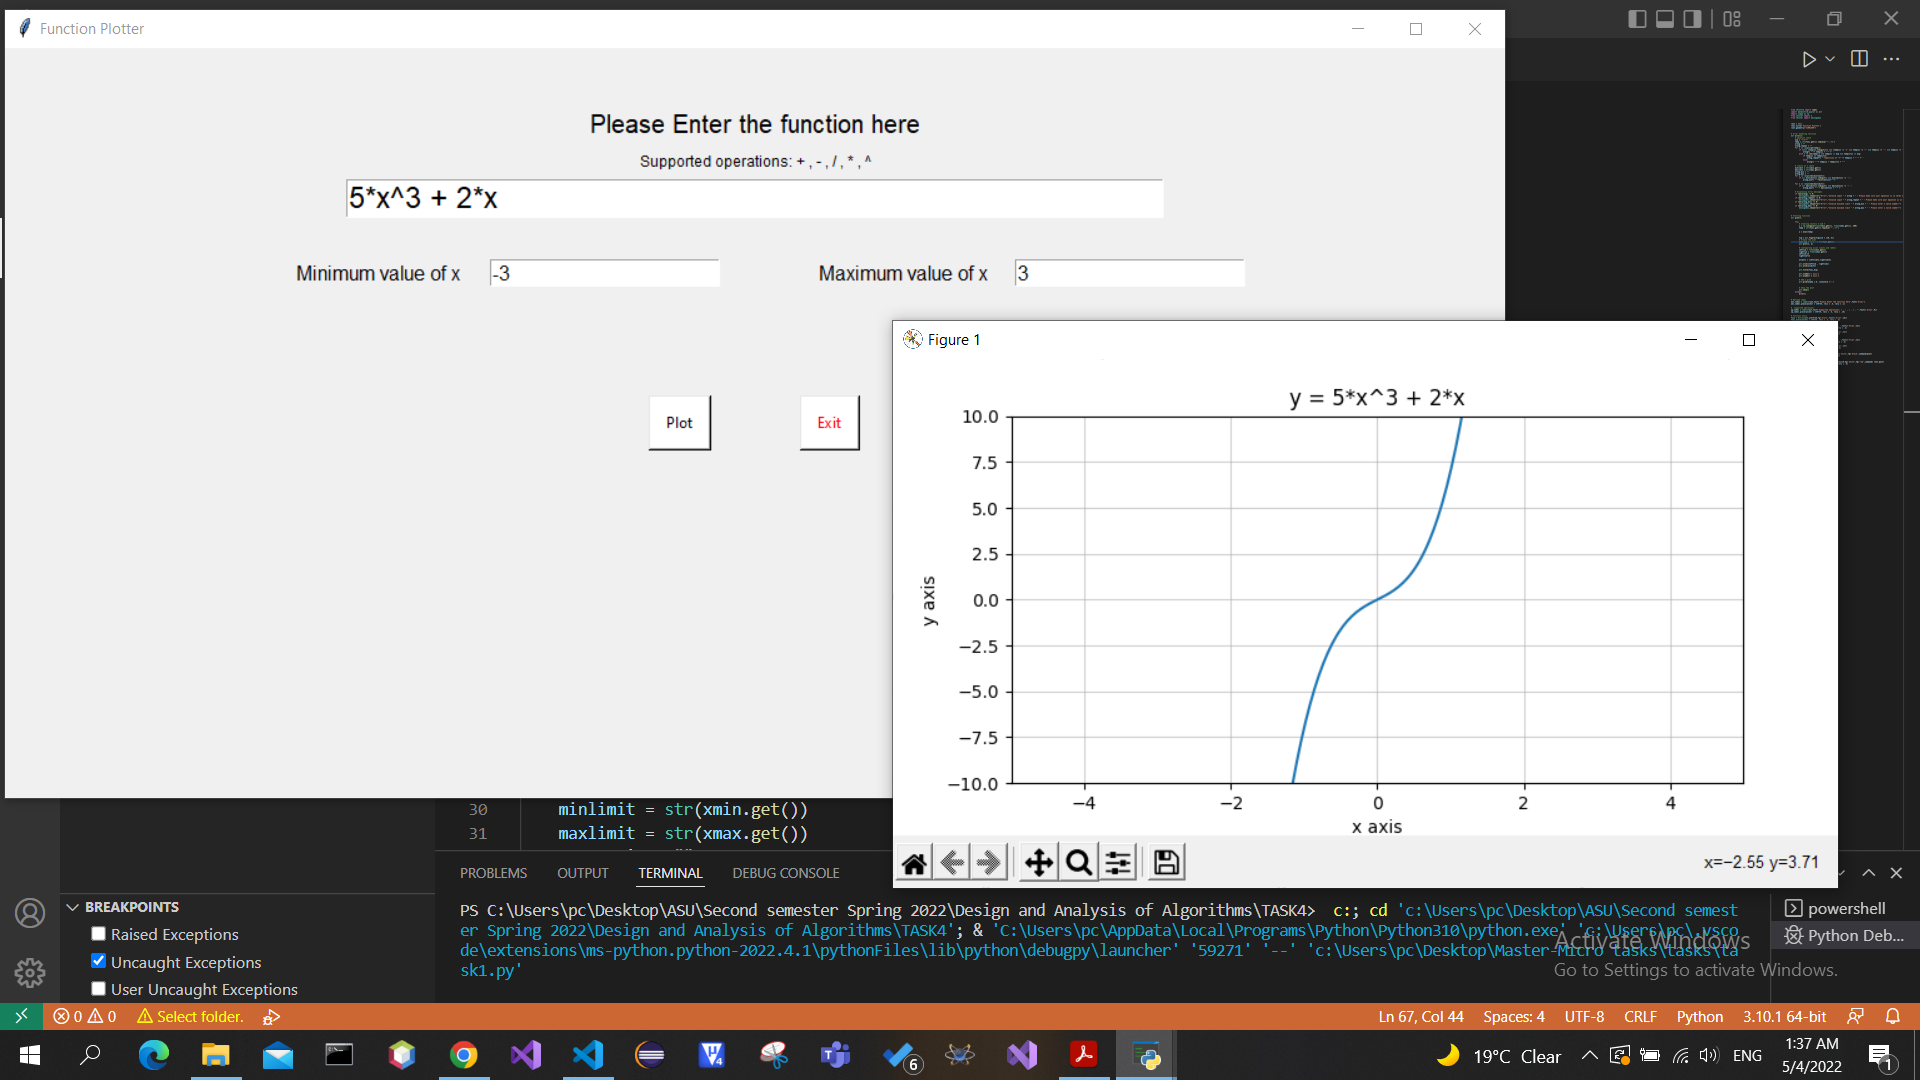 Function Plotter
Please Enter the function here
Supported operations: + , - , / , * , ^
5*x^3 + 2*x
Minimum value of x
-3
Maximum value of x
3
Plot
Exit
Figure 1
y = 5*x^3 + 2*x
10.0
7.5
5.0
2.5
0.0
−2.5
−5.0
−7.5
−10.0
y axis
−4
−2
0
2
4
x axis
x=−2.55 y=3.71
30 minlimit = str(xmin.get())
31 maxlimit = str(xmax.get())
PROBLEMS OUTPUT TERMINAL DEBUG CONSOLE
BREAKPOINTS
Raised Exceptions
Uncaught Exceptions
User Uncaught Exceptions
PS C:\Users\pc\Desktop\ASU\Second semester Spring 2022\Design and Analysis of Algorithms\TASK4> c:; cd 'c:\Users\pc\Desktop\ASU\Second semest
er Spring 2022\Design and Analysis of Algorithms\TASK4'; & 'C:\Users\pc\AppData\Local\Programs\Python\Python310\python.exe' 'c:\Users\pc\.vsco
de\extensions\ms-python.python-2022.4.1\pythonFiles\lib\python\debugpy\launcher' '59271' '--' 'c:\Users\pc\Desktop\Master-Micro tasks\tasks\ta
sk1.py'
powershell
Python Deb...
Activate Windows
Go to Settings to activate Windows.
0 0 Select folder.
Ln 67, Col 44 Spaces: 4 UTF-8 CRLF Python 3.10.1 64-bit
6
19°C Clear
ENG
1:37 AM
5/4/2022
1